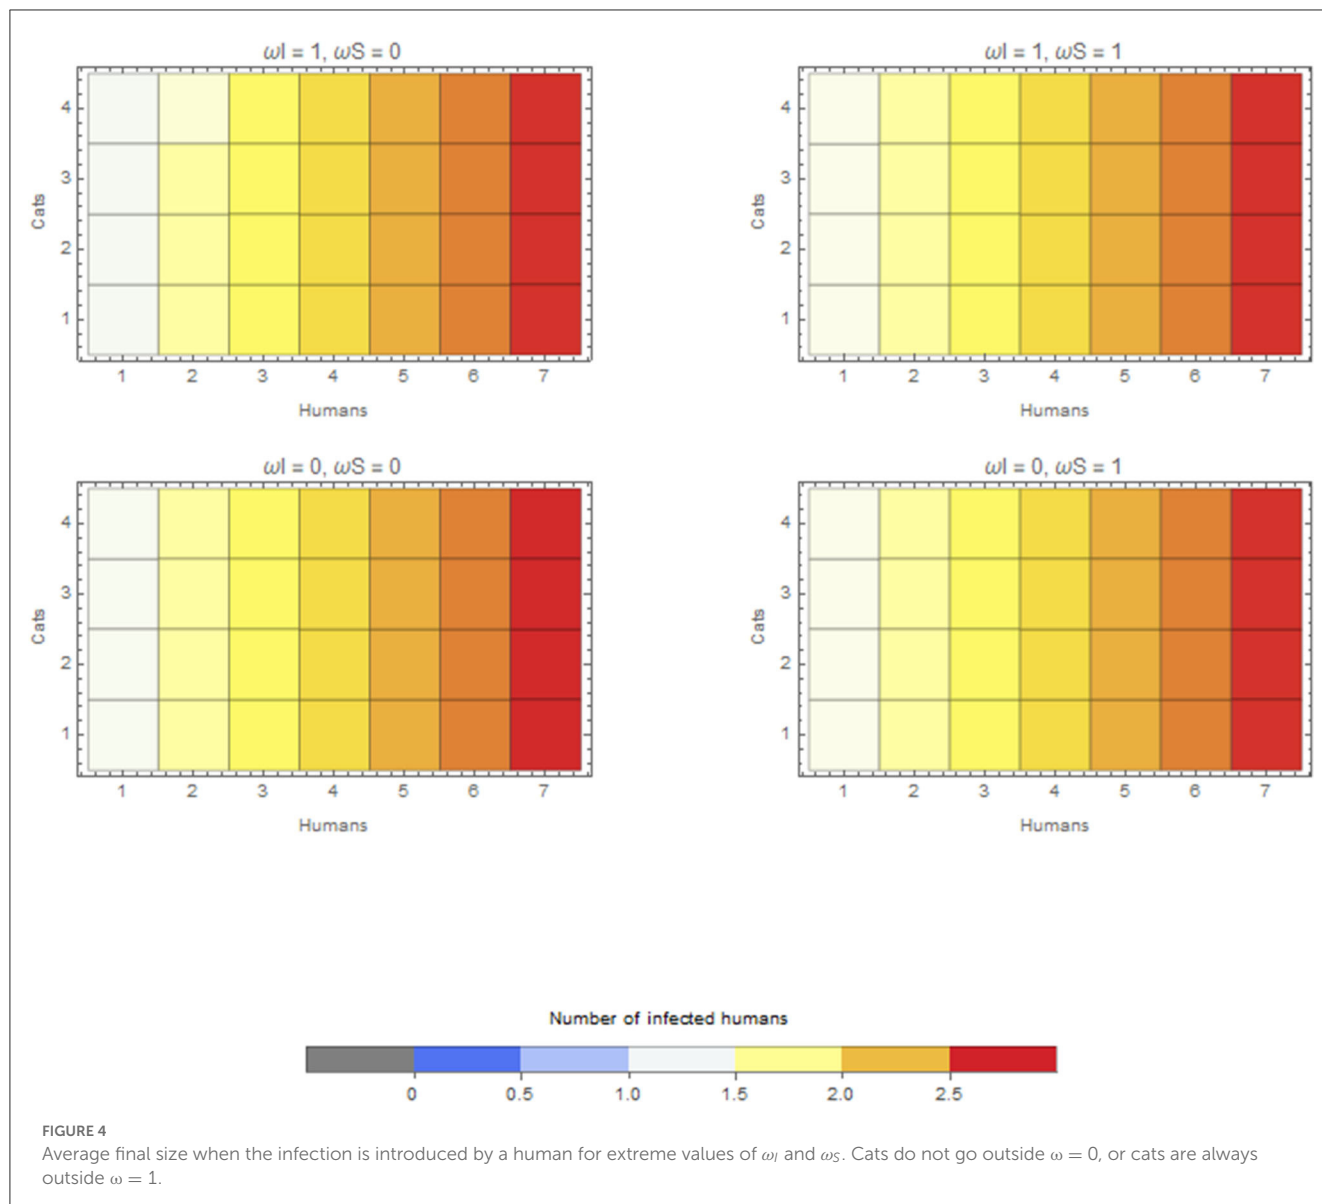 ωI = 1, ωS = 0
4
3
2
1
Cats
1 2 3 4 5 6 7
Humans
ωI = 1, ωS = 1
4
3
2
1
Cats
1 2 3 4 5 6 7
Humans
ωI = 0, ωS = 0
4
3
2
1
Cats
1 2 3 4 5 6 7
Humans
ωI = 0, ωS = 1
4
3
2
1
Cats
1 2 3 4 5 6 7
Humans
Number of infected humans
0 0.5 1.0 1.5 2.0 2.5
FIGURE 4
Average final size when the infection is introduced by a human for extreme values of ωI and ωS. Cats do not go outside ω = 0, or cats are always
outside ω = 1.